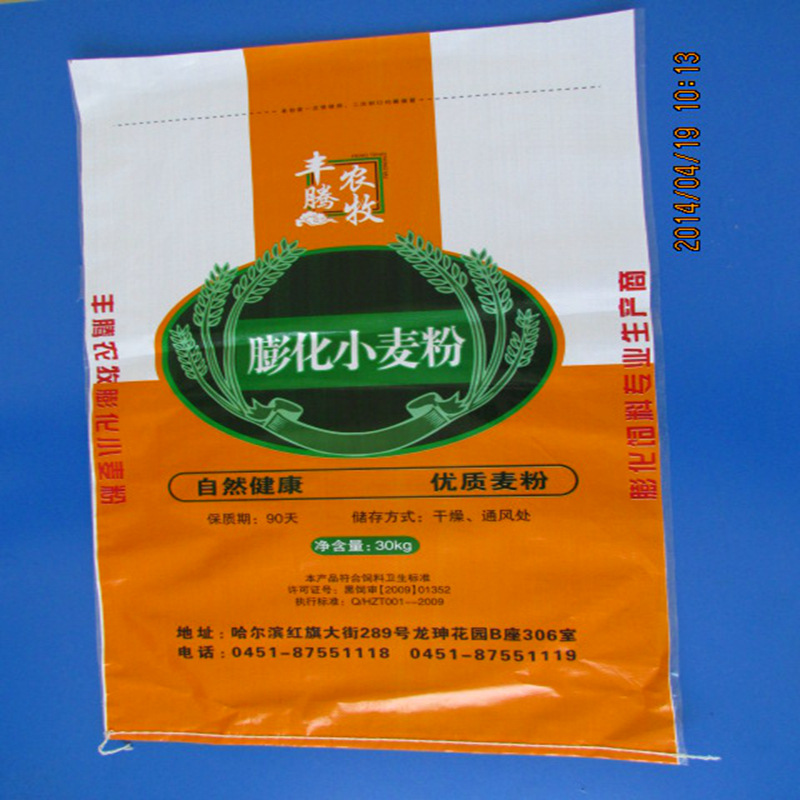 2014/04/19 10:13
丰腾
农牧
膨化小麦粉
丰腾农牧膨化小麦粉
膨化饲料专业生产商
自然健康 优质麦粉
保质期：90天 储存方式：干燥、通风处
净含量：30kg
本产品符合饲料卫生标准
许可证号：黑饲审【2009】01352
执行标准：Q/HZT001—2009
地址：哈尔滨红旗大街289号龙珅花园B座306室
电话：0451-87551118 0451-87551119